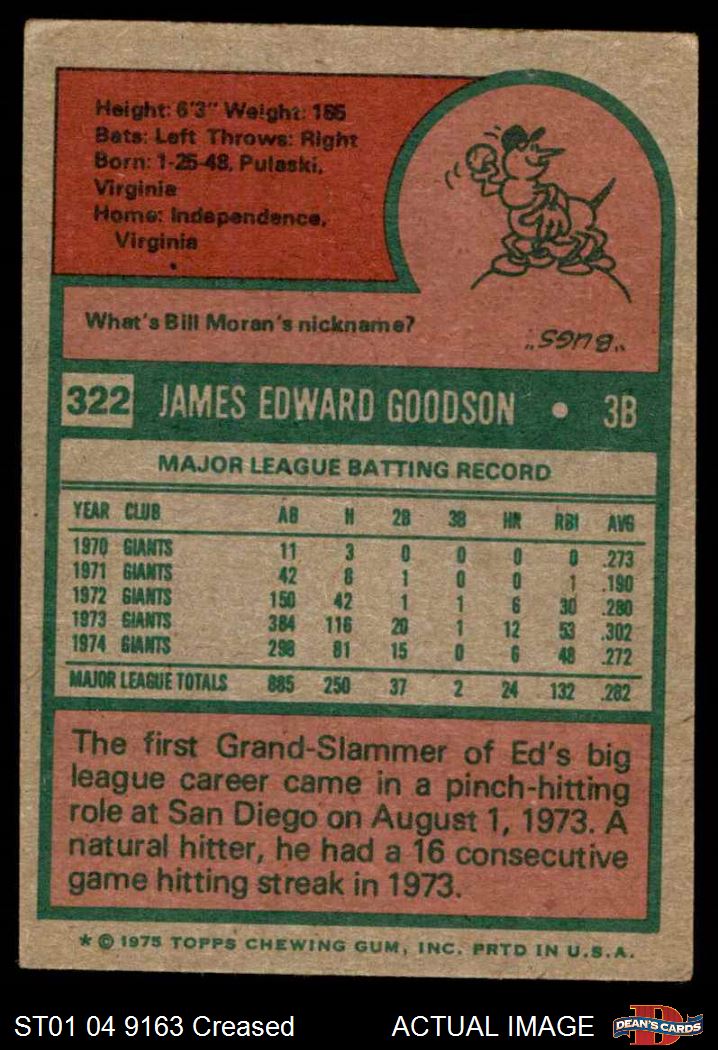 Height: 6'3" Weight: 185
Bats: Left Throws: Right
Born: 1-25-48, Pulaski,
Virginia
Home: Independence,
Virginia
What's Bill Moran's nickname?
"BUGS"
322 JAMES EDWARD GOODSON • 3B
MAJOR LEAGUE BATTING RECORD
YEAR CLUB AB H 2B 3B HR RBI AVG
1970 GIANTS 11 3 0 0 0 0 .273
1971 GIANTS 42 8 1 0 0 1 .190
1972 GIANTS 150 42 1 1 6 30 .280
1973 GIANTS 384 116 20 1 12 53 .302
1974 GIANTS 298 81 15 0 6 48 .272
MAJOR LEAGUE TOTALS 885 250 37 2 24 132 .282
The first Grand-Slammer of Ed's big
league career came in a pinch-hitting
role at San Diego on August 1, 1973. A
natural hitter, he had a 16 consecutive
game hitting streak in 1973.
* © 1975 TOPPS CHEWING GUM, INC. PRTD IN U.S.A.
ST01 04 9163 Creased ACTUAL IMAGE DEAN'S CARDS